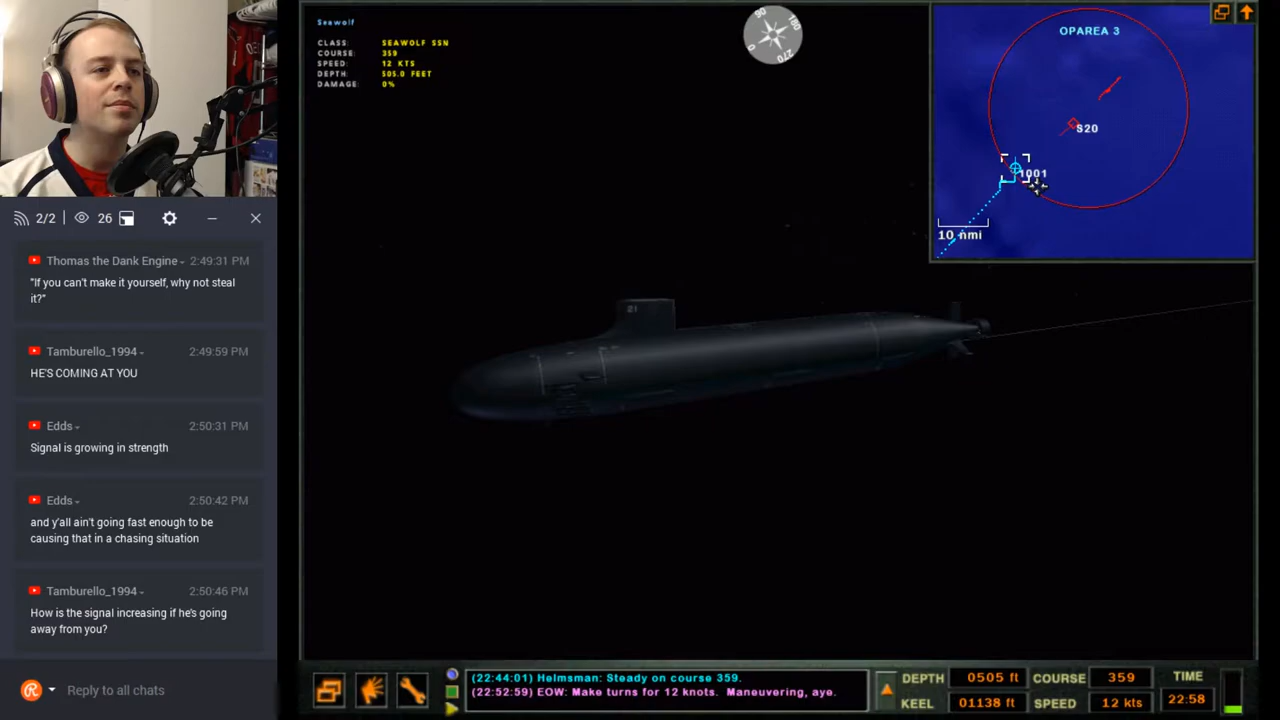 2/2 26
Thomas the Dank Engine 2:49:31 PM
"If you can't make it yourself, why not steal
it?"
Tamburello_1994 2:49:59 PM
HE'S COMING AT YOU
Edds 2:50:31 PM
Signal is growing in strength
Edds 2:50:42 PM
and y'all ain't going fast enough to be
causing that in a chasing situation
Tamburello_1994 2:50:46 PM
How is the signal increasing if he's going
away from you?
Reply to all chats
Seawolf
CLASS: SEAWOLF SSN
COURSE: 359
SPEED: 12 KTS
DEPTH: 505.0 FEET
DAMAGE: 0%
90
180
0
270
OPAREA 3
S20
1001
10 nmi
21
(22:44:01) Helmsman: Steady on course 359.
(22:52:59) EOW: Make turns for 12 knots. Maneuvering, aye.
DEPTH 0505 ft COURSE 359 TIME
KEEL 01138 ft SPEED 12 kts 22:58